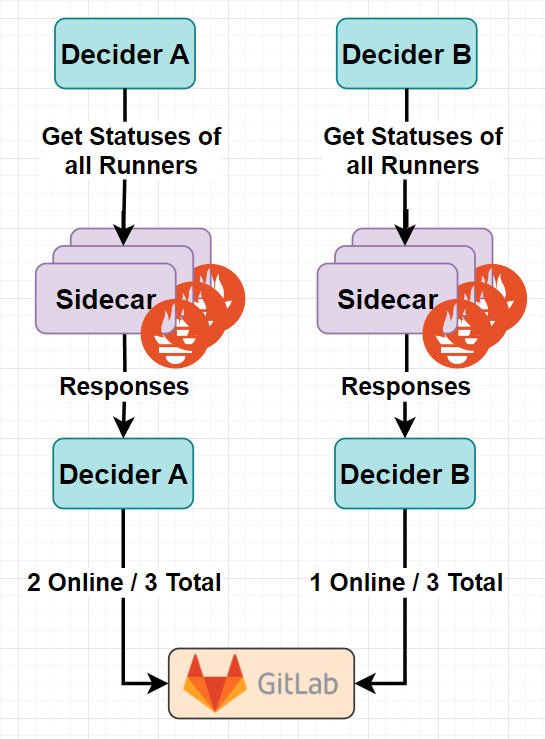 Decider A
Decider B
Get Statuses of
all Runners
Get Statuses of
all Runners
Sidecar
Sidecar
Responses
Responses
Decider A
Decider B
2 Online / 3 Total
1 Online / 3 Total
GitLab